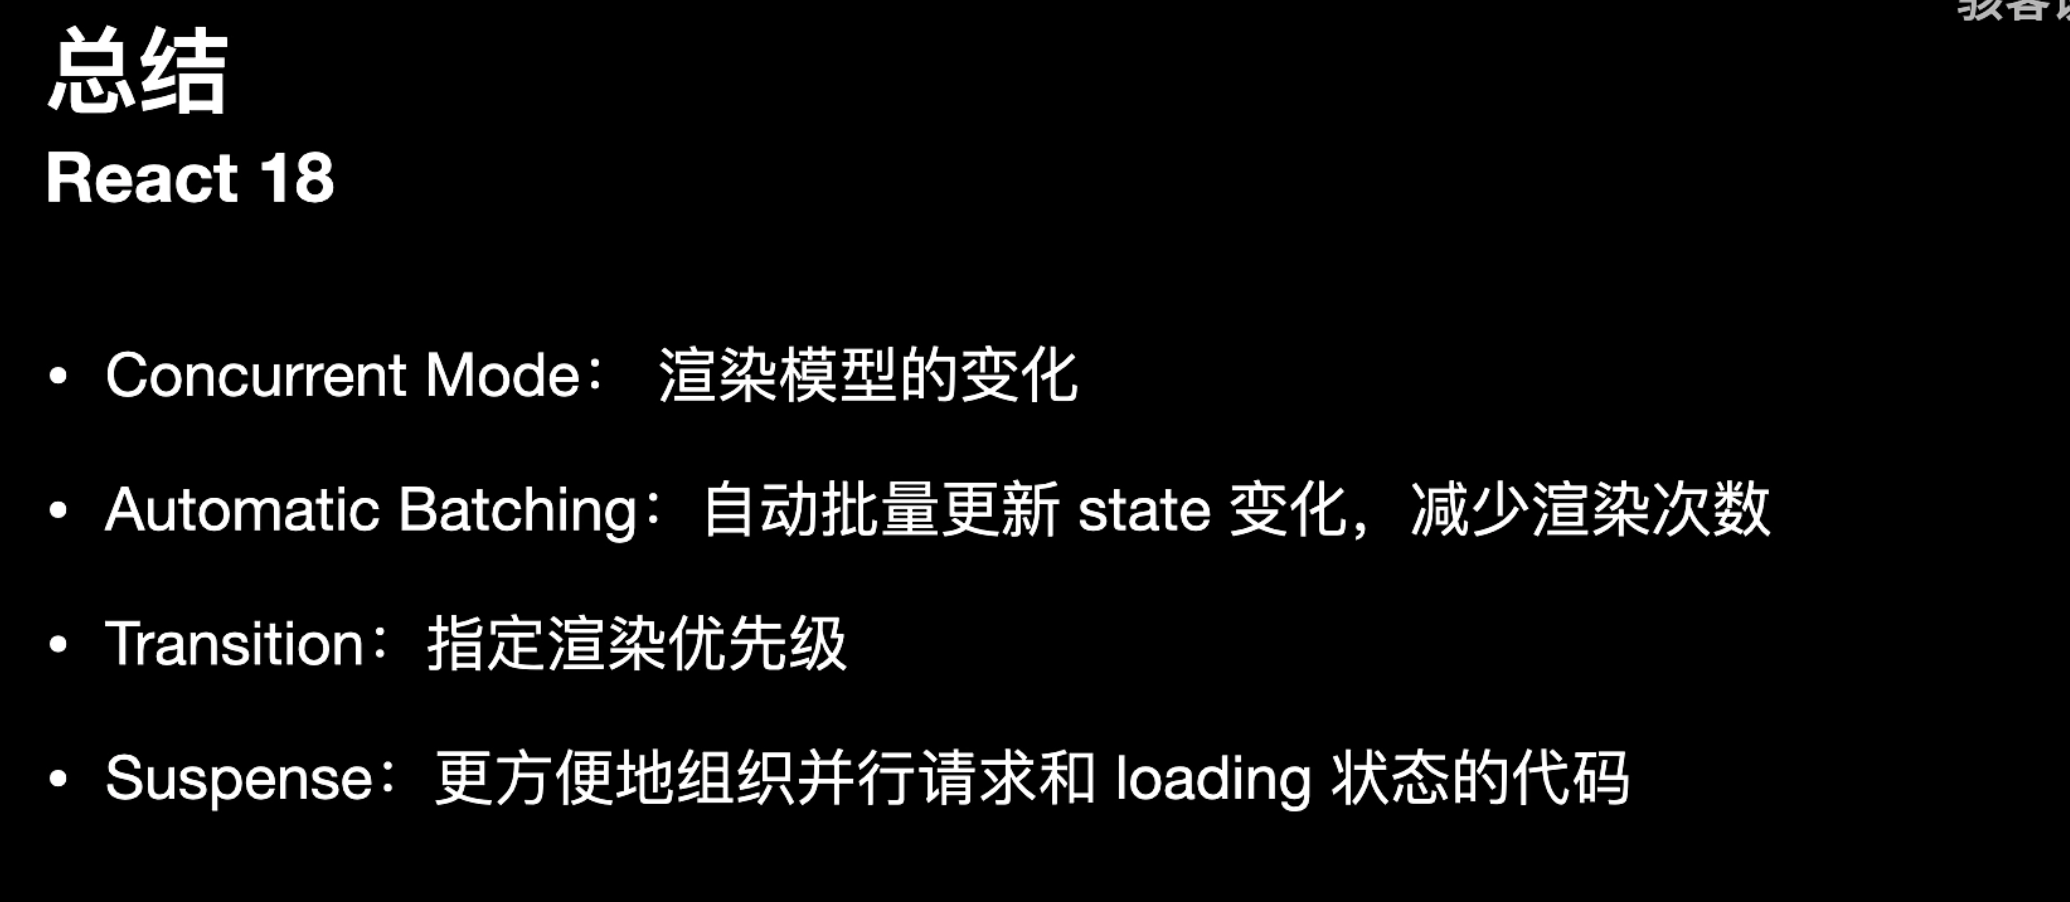 骇客
总结
React 18
• Concurrent Mode： 渲染模型的变化
• Automatic Batching：自动批量更新 state 变化，减少渲染次数
• Transition：指定渲染优先级
• Suspense：更方便地组织并行请求和 loading 状态的代码